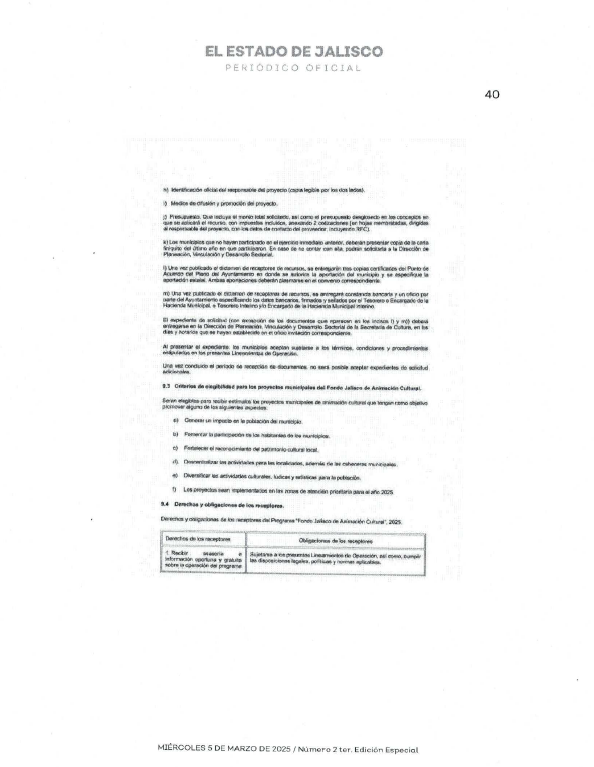 EL ESTADO DE JALISCO
PERIÓDICO OFICIAL
40
h) Identificación oficial del responsable del proyecto (copia legible por los dos lados).
i) Medios de difusión y promoción del proyecto.
j) Presupuesto. Que incluya el monto total solicitado, así como el presupuesto desglosado en los conceptos en
que se aplicará el recurso, con impuestos incluidos, anexando 2 cotizaciones (en hojas membretadas, dirigidas
al responsable del proyecto, con los datos de contacto del proveedor, incluyendo RFC).
k) Los municipios que no hayan participado en el ejercicio inmediato anterior, deberán presentar copia de la carta
finiquito del último año en que participaron. En caso de no contar con ella, podrán solicitarla a la Dirección de
Planeación, Vinculación y Desarrollo Sectorial.
l) Una vez publicado el dictamen de receptores de recursos, se entregarán dos copias certificadas del Punto de
Acuerdo del Pleno del Ayuntamiento en donde se autoriza la aportación del municipio y se especifique la
aportación estatal. Ambas aportaciones deberán plasmarse en el convenio correspondiente.
m) Una vez publicado el dictamen de receptores de recursos, se entregará constancia bancaria y un oficio por
parte del Ayuntamiento especificando los datos bancarios, firmados y sellados por el Tesorero o Encargado de la
Hacienda Municipal, o Tesorero Interino y/o Encargado de la Hacienda Municipal Interino.
El expediente de solicitud (con excepción de los documentos que aparecen en los incisos l) y m)) deberá
entregarse en la Dirección de Planeación, Vinculación y Desarrollo Sectorial de la Secretaría de Cultura, en los
días y horarios que se hayan establecido en el oficio invitación correspondiente.
Al presentar el expediente, los municipios aceptan sujetarse a los términos, condiciones y procedimientos
estipulados en los presentes Lineamientos de Operación.
Una vez concluido el periodo de recepción de documentos, no será posible aceptar expedientes de solicitud
adicionales.
9.3 Criterios de elegibilidad para los proyectos municipales del Fondo Jalisco de Animación Cultural.
Serán elegibles para recibir estímulos los proyectos municipales de animación cultural que tengan como objetivo
promover alguno de los siguientes aspectos:
a) Generar un impacto en la población del municipio.
b) Fomentar la participación de los habitantes de los municipios.
c) Fortalecer el reconocimiento del patrimonio cultural local.
d) Descentralizar las actividades para las localidades, además de las cabeceras municipales.
e) Diversificar las actividades culturales, lúdicas y artísticas para la población.
f) Los proyectos sean implementados en las zonas de atención prioritaria para el año 2025.
9.4 Derechos y obligaciones de los receptores.
Derechos y obligaciones de los receptores del Programa "Fondo Jalisco de Animación Cultural", 2025.
Derechos de los receptores
Obligaciones de los receptores
1. Recibir asesoría e
información oportuna y gratuita
sobre la operación del programa
Sujetarse a los presentes Lineamientos de Operación, así como, cumplir
las disposiciones legales, políticas y normas aplicables.
MIÉRCOLES 5 DE MARZO DE 2025 / Número 2 ter. Edición Especial